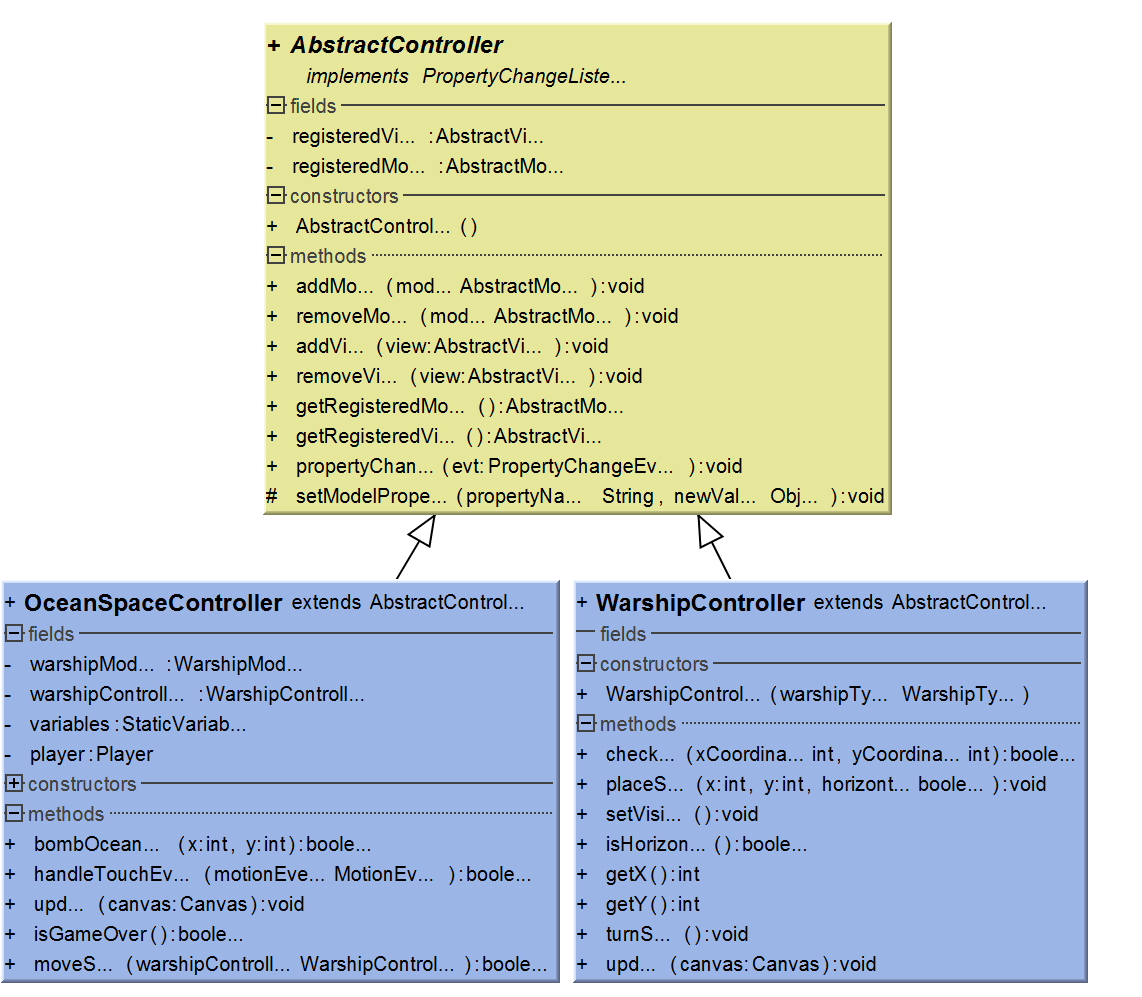 + AbstractController
implements PropertyChangeListe...
fields
- registeredVi... :AbstractVi...
- registeredMo... :AbstractMo...
constructors
+ AbstractControl... ()
methods
+ addMo... (mod... AbstractMo... ):void
+ removeMo... (mod... AbstractMo... ):void
+ addVi... (view:AbstractVi... ):void
+ removeVi... (view:AbstractVi... ):void
+ getRegisteredMo... ():AbstractMo...
+ getRegisteredVi... ():AbstractVi...
+ propertyChan... (evt:PropertyChangeEv... ):void
# setModelPrope... (propertyNa... String, newVal... Obj... ):void
+ OceanSpaceController extends AbstractControl...
fields
- warshipMod... :WarshipMod...
- warshipControll... :WarshipControll...
- variables:StaticVariab...
- player:Player
constructors
methods
+ bombOcean... (x:int, y:int):boole...
+ handleTouchEv... (motionEve... MotionEv... ):boole...
+ upd... (canvas:Canvas):void
+ isGameOver():boole...
+ moveS... (warshipControll... WarshipControl... ):boole...
+ WarshipController extends AbstractControl...
fields
constructors
+ WarshipControl... (warshipTy... WarshipTy... )
methods
+ check... (xCoordina... int, yCoordina... int):boole...
+ placeS... (x:int, y:int, horizont... boole... ):void
+ setVisi... ():void
+ isHorizon... ():boole...
+ getX():int
+ getY():int
+ turnS... ():void
+ upd... (canvas:Canvas):void